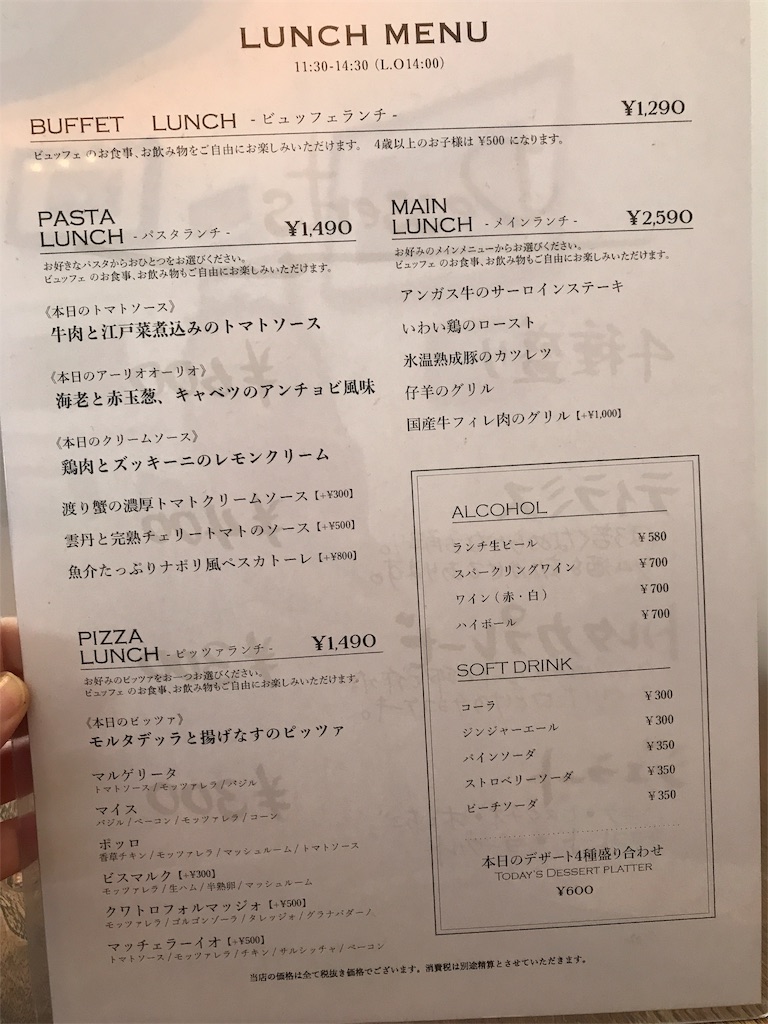 LUNCH MENU
11:30-14:30 (L.O14:00)
BUFFET LUNCH - ビュッフェランチ - ¥1,290
ビュッフェ のお食事、お飲み物をご自由にお楽しみいただけます。 4歳以上のお子様は ¥500 になります。
PASTA
LUNCH - パスタランチ - ¥1,490
お好きなパスタからおひとつをお選びください。
ビュッフェ のお食事、お飲み物もご自由にお楽しみいただけます。
《本日のトマトソース》
牛肉と江戸菜煮込みのトマトソース
《本日のアーリオオーリオ》
海老と赤玉葱、キャベツのアンチョビ風味
《本日のクリームソース》
鶏肉とズッキーニのレモンクリーム
渡り蟹の濃厚トマトクリームソース【+¥300】
雲丹と完熟チェリートマトのソース【+¥500】
魚介たっぷりナポリ風ペスカトーレ【+¥800】
PIZZA
LUNCH - ピッツァランチ - ¥1,490
お好みのピッツァをお一つお選びください。
ビュッフェ のお食事、お飲み物もご自由にお楽しみいただけます。
《本日のピッツァ》
モルタデッラと揚げなすのピッツァ
マルゲリータ
トマトソース / モッツァレラ / バジル
マイス
バジル / ベーコン / モッツァレラ / コーン
ポッロ
香草チキン / モッツァレラ / マッシュルーム / トマトソース
ビスマルク【+¥300】
モッツァレラ / 生ハム / 半熟卵 / マッシュルーム
クワトロフォルマッジォ【+¥500】
モッツァレラ / ゴルゴンゾーラ / タレッジォ / グラナパダーノ
マッチェラーイオ【+¥500】
トマトソース / モッツァレラ / チキン / サルシッチャ / ベーコン
MAIN
LUNCH - メインランチ - ¥2,590
お好みのメインメニューからお選びください。
ビュッフェ のお食事、お飲み物もご自由にお楽しみいただけます。
アンガス牛のサーロインステーキ
いわい鶏のロースト
氷温熟成豚のカツレツ
仔羊のグリル
国産牛フィレ肉のグリル【+¥1,000】
ALCOHOL
ランチ生ビール ¥580
スパークリングワイン ¥700
ワイン ( 赤・白 ) ¥700
ハイボール ¥700
SOFT DRINK
コーラ ¥300
ジンジャーエール ¥300
パインソーダ ¥350
ストロベリーソーダ ¥350
ピーチソーダ ¥350
本日のデザート4種盛り合わせ
TODAY'S DESSERT PLATTER
¥600
当店の価格は全て税抜き価格でございます。消費税は別途精算とさせていただきます。